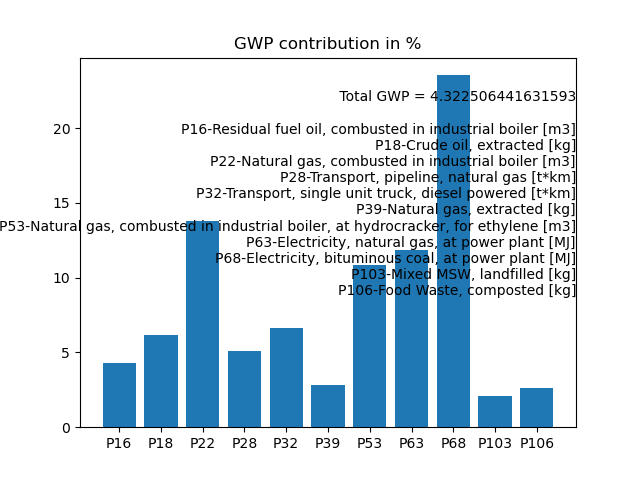 GWP contribution in %
Total GWP = 4.322506441631593
20
P16-Residual fuel oil, combusted in industrial boiler [m3]
P18-Crude oil, extracted [kg]
P22-Natural gas, combusted in industrial boiler [m3]
P28-Transport, pipeline, natural gas [t*km]
P32-Transport, single unit truck, diesel powered [t*km]
15
P39-Natural gas, extracted [kg]
P53-Natural gas, combusted in industrial boiler, at hydrocracker, for ethylene [m3]
P63-Electricity, natural gas, at power plant [MJ]
P68-Electricity, bituminous coal, at power plant [MJ]
10
P103-Mixed MSW, landfilled [kg]
P106-Food Waste, composted [kg]
5
0
P16 P18 P22 P28 P32 P39 P53 P63 P68 P103 P106